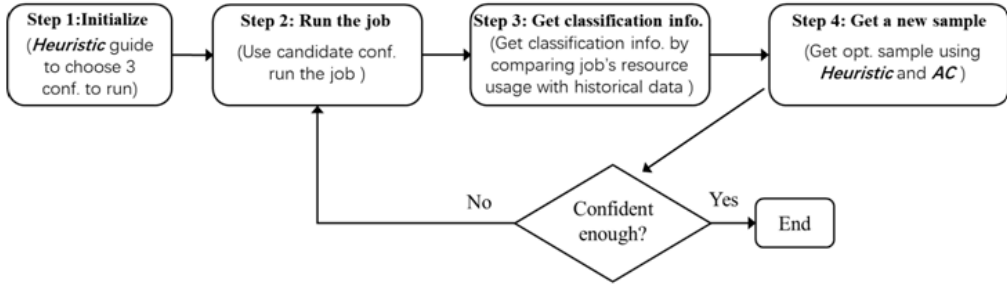 Step 1:Initialize
(Heuristic guide
to choose 3
conf. to run)
Step 2: Run the job
(Use candidate conf.
run the job )
Step 3: Get classification info.
(Get classification info. by
comparing job's resource
usage with historical data )
Step 4: Get a new sample
(Get opt. sample using
Heuristic and AC )
No
Confident
enough?
Yes
End